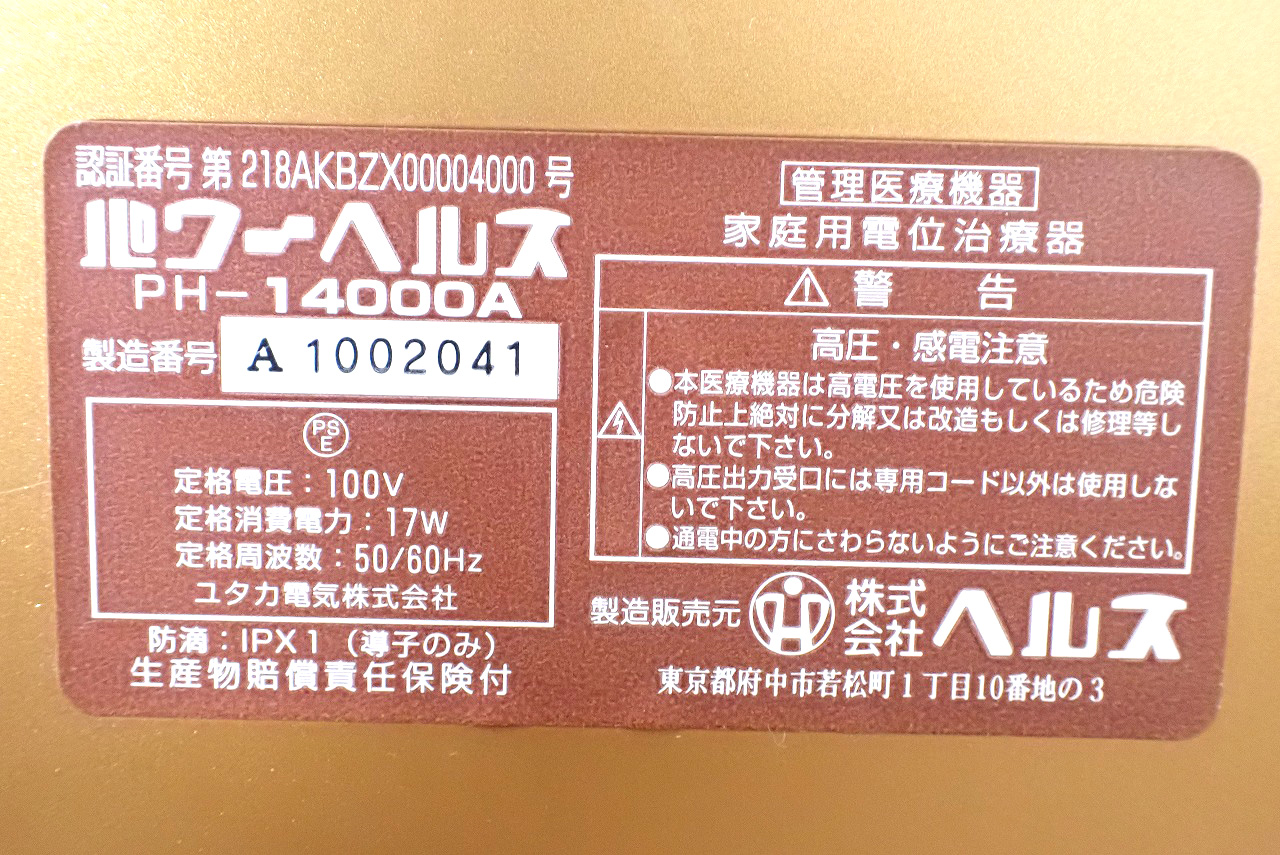 認証番号 第 218AKBZX00004000 号
パワーヘルス
PH-14000A
製造番号 A 1002041
PS
E
定格電圧：100V
定格消費電力：17W
定格周波数：50/60Hz
ユタカ電気株式会社
防滴：IPX1（導子のみ）
生産物賠償責任保険付
管理医療機器
家庭用電位治療器
警告
高圧・感電注意
●本医療機器は高電圧を使用しているため危険
防止上絶対に分解又は改造もしくは修理等し
ないで下さい。
●高圧出力受口には専用コード以外は使用しな
いで下さい。
●通電中の方にさわらないようにご注意ください。
製造販売元 株式会社 ヘルス
東京都府中市若松町1丁目10番地の3